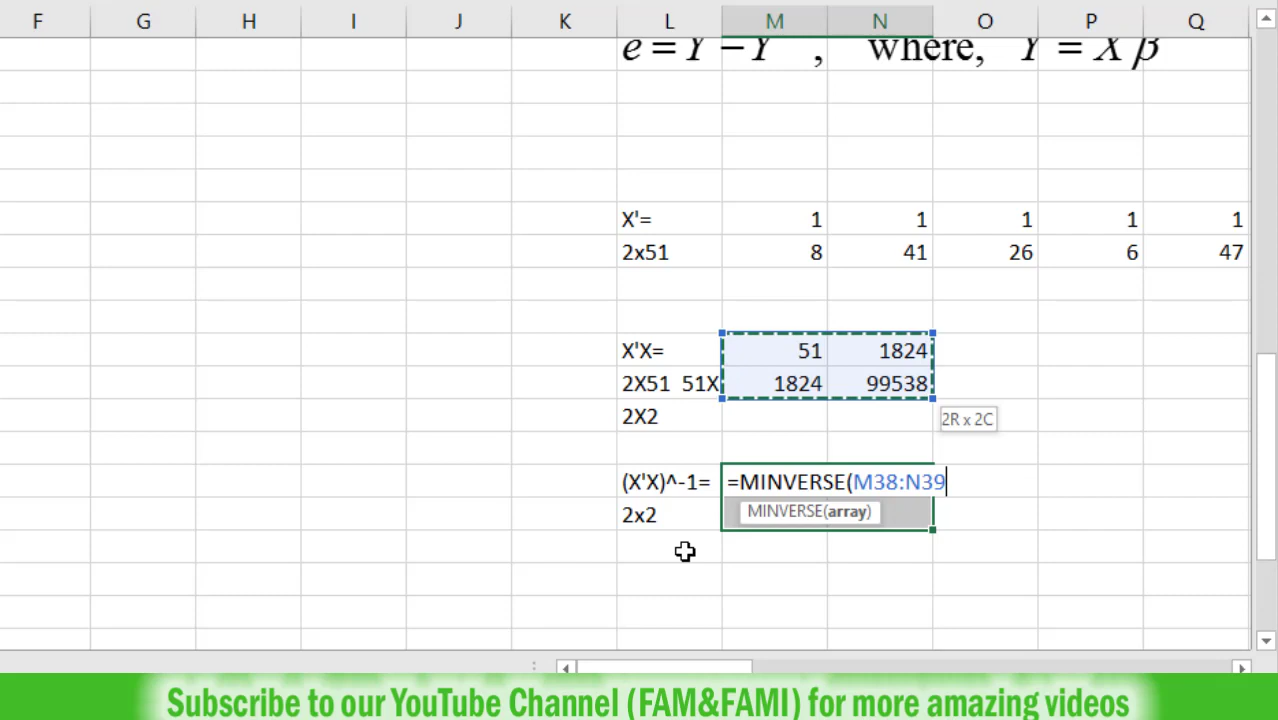 F G H I J K L M N O P Q
e = Y − Y , where, Y = X β
X'= 1 1 1 1 1
2x51 8 41 26 6 47
X'X= 51 1824
2X51 51X 1824 99538
2X2 2R x 2C
(X'X)^-1= =MINVERSE(M38:N39
2x2 MINVERSE(array)
Subscribe to our YouTube Channel (FAM&FAMI) for more amazing videos